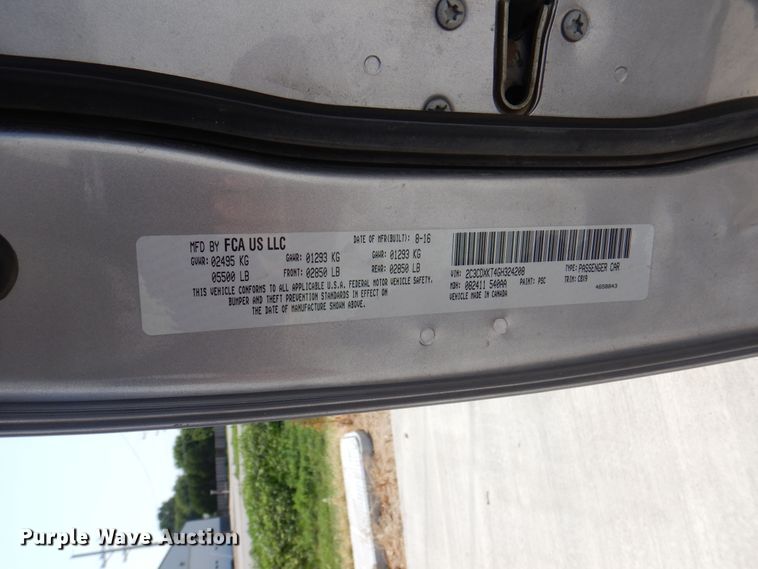 MFD BY FCA US LLC DATE OF MFR(BUILT): 8-16
GVWR: 02495 KG GAWR: 01293 KG GAWR: 01293 KG
05500 LB FRONT: 02850 LB REAR: 02850 LB
THIS VEHICLE CONFORMS TO ALL APPLICABLE U.S.A. FEDERAL MOTOR VEHICLE SAFETY,
BUMPER AND THEFT PREVENTION STANDARDS IN EFFECT ON
THE DATE OF MANUFACTURE SHOWN ABOVE.
VIN: 2C3CDXKT4GH324208 TYPE: PASSENGER CAR
MDH: 082411 540AA PAINT: PSC TRIM: CBX9
VEHICLE MADE IN CANADA 4658843
Purple Wave Auction